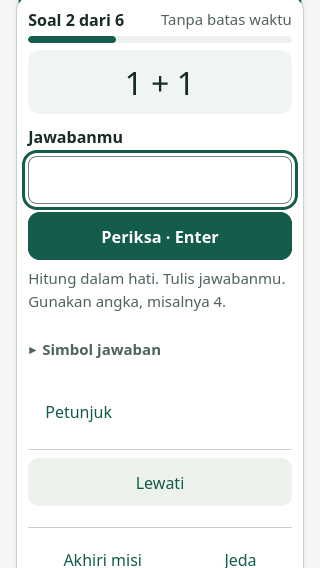 Soal 2 dari 6
Tanpa batas waktu
1 + 1
Jawabanmu
Periksa · Enter
Hitung dalam hati. Tulis jawabanmu.
Gunakan angka, misalnya 4.
▸ Simbol jawaban
Petunjuk
Lewati
Akhiri misi
Jeda